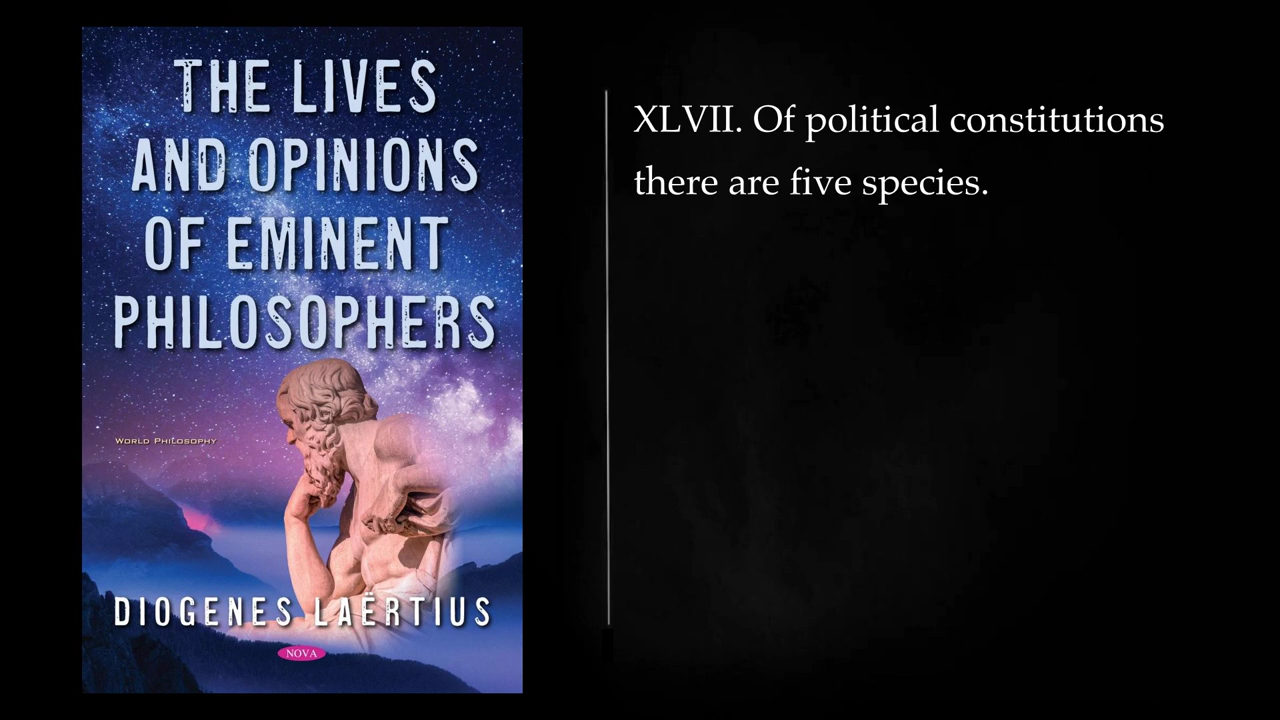 THE LIVES
AND OPINIONS
OF EMINENT
PHILOSOPHERS
WORLD PHILOSOPHY
DIOGENES LAËRTIUS
NOVA
XLVII. Of political constitutions
there are five species.